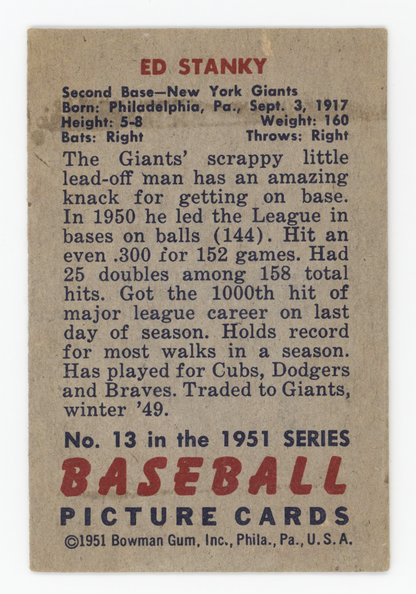 ED STANKY
Second Base—New York Giants
Born: Philadelphia, Pa., Sept. 3, 1917
Height: 5-8 Weight: 160
Bats: Right Throws: Right
The Giants' scrappy little
lead-off man has an amazing
knack for getting on base.
In 1950 he led the League in
bases on balls (144). Hit an
even .300 for 152 games. Had
25 doubles among 158 total
hits. Got the 1000th hit of
major league career on last
day of season. Holds record
for most walks in a season.
Has played for Cubs, Dodgers
and Braves. Traded to Giants,
winter '49.
No. 13 in the 1951 SERIES
BASEBALL
PICTURE CARDS
©1951 Bowman Gum, Inc., Phila., Pa., U. S. A.